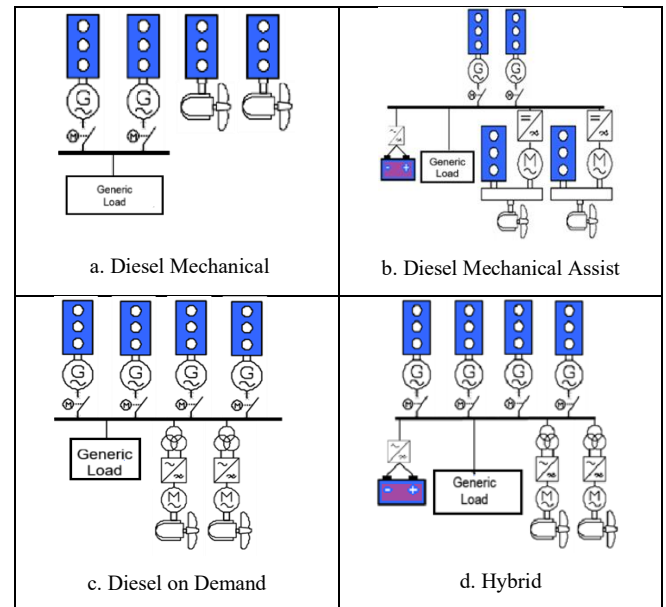 G G
M M
Generic
Load
a. Diesel Mechanical
G G
M M
- +
Generic
Load
M M
b. Diesel Mechanical Assist
G G G G
M M M M
Generic
Load
M M
c. Diesel on Demand
G G G G
M M M M
- +
Generic
Load
M M
d. Hybrid